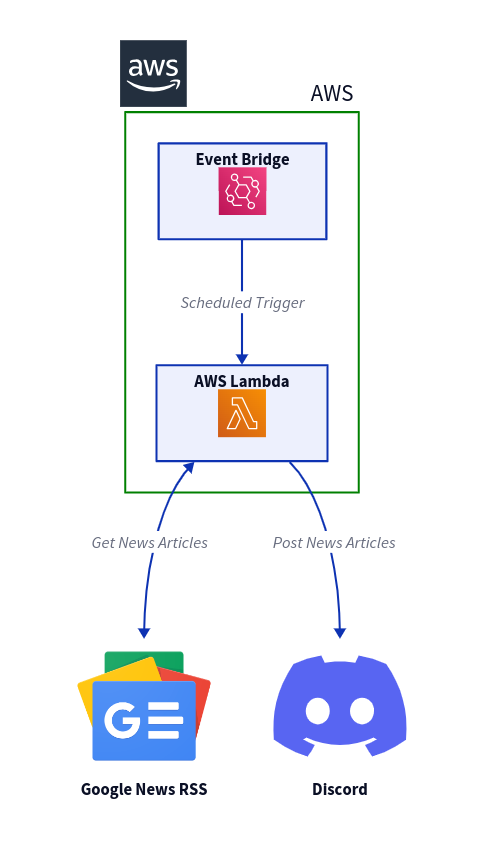 aws
AWS
Event Bridge
Scheduled Trigger
AWS Lambda
Get News Articles
Post News Articles
G
Google News RSS
Discord